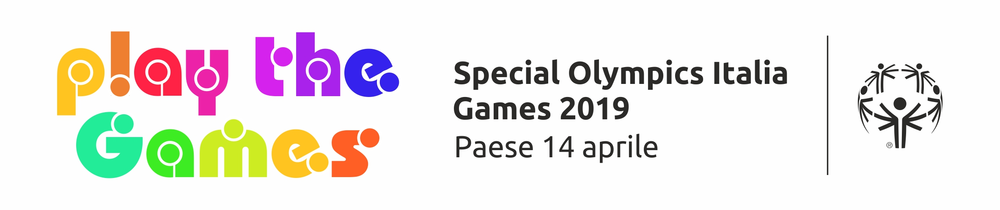 play the
Games
Special Olympics Italia
Games 2019
Paese 14 aprile
®